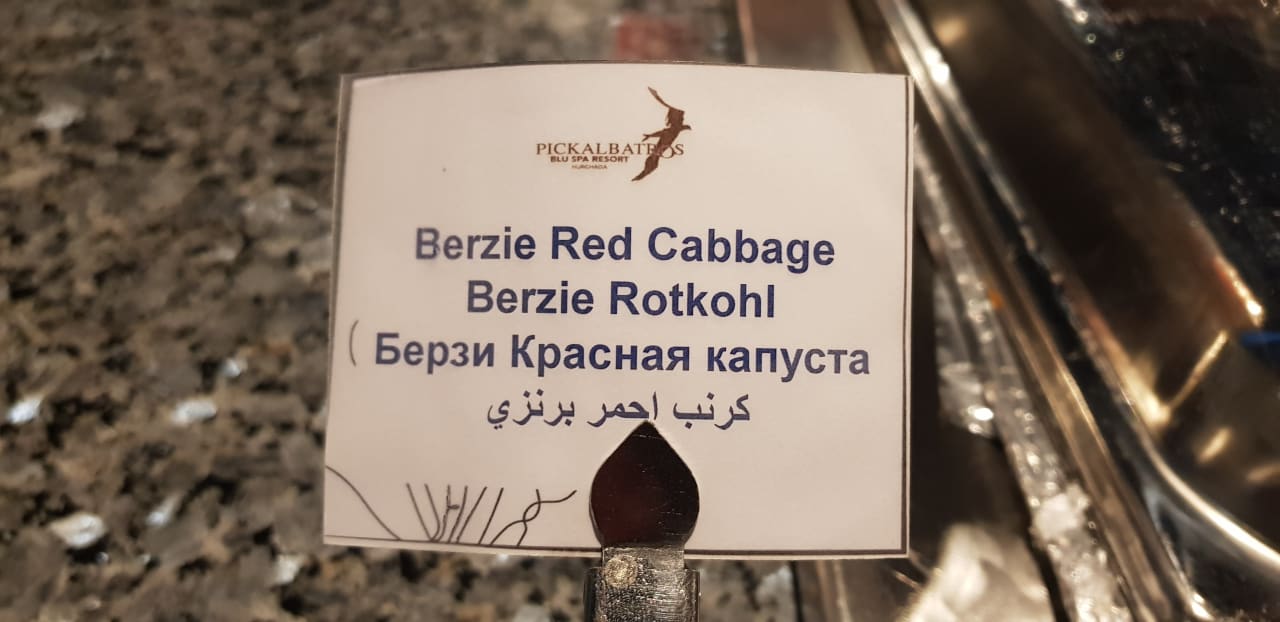 PICKALBATROS
BLU SPA RESORT
HURGHADA
Berzie Red Cabbage
Berzie Rotkohl
Берзи Красная капуста
كرنب احمر برنزي